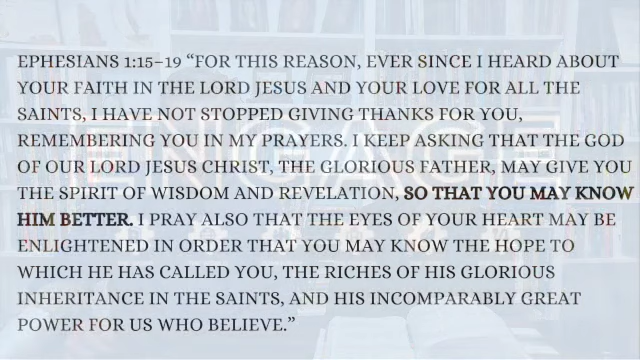 EPHESIANS 1:15–19 “FOR THIS REASON, EVER SINCE I HEARD ABOUT
YOUR FAITH IN THE LORD JESUS AND YOUR LOVE FOR ALL THE
SAINTS, I HAVE NOT STOPPED GIVING THANKS FOR YOU,
REMEMBERING YOU IN MY PRAYERS. I KEEP ASKING THAT THE GOD
OF OUR LORD JESUS CHRIST, THE GLORIOUS FATHER, MAY GIVE YOU
THE SPIRIT OF WISDOM AND REVELATION, SO THAT YOU MAY KNOW
HIM BETTER. I PRAY ALSO THAT THE EYES OF YOUR HEART MAY BE
ENLIGHTENED IN ORDER THAT YOU MAY KNOW THE HOPE TO
WHICH HE HAS CALLED YOU, THE RICHES OF HIS GLORIOUS
INHERITANCE IN THE SAINTS, AND HIS INCOMPARABLY GREAT
POWER FOR US WHO BELIEVE.”
ENGAGE